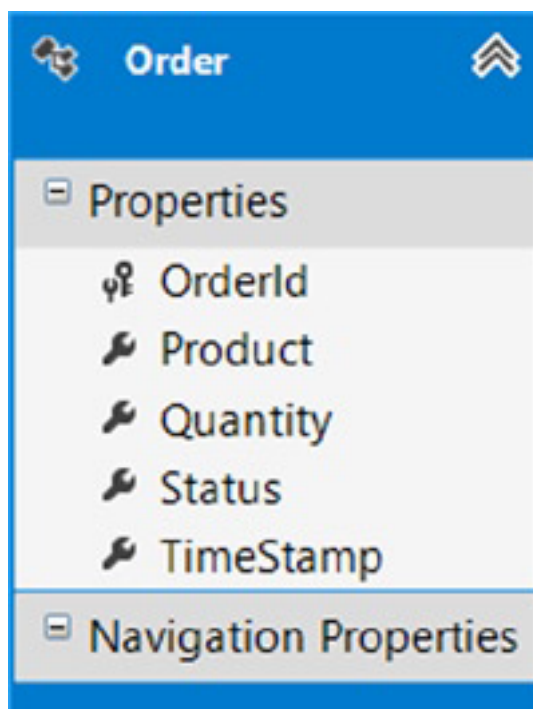 Order
Properties
OrderId
Product
Quantity
Status
TimeStamp
Navigation Properties